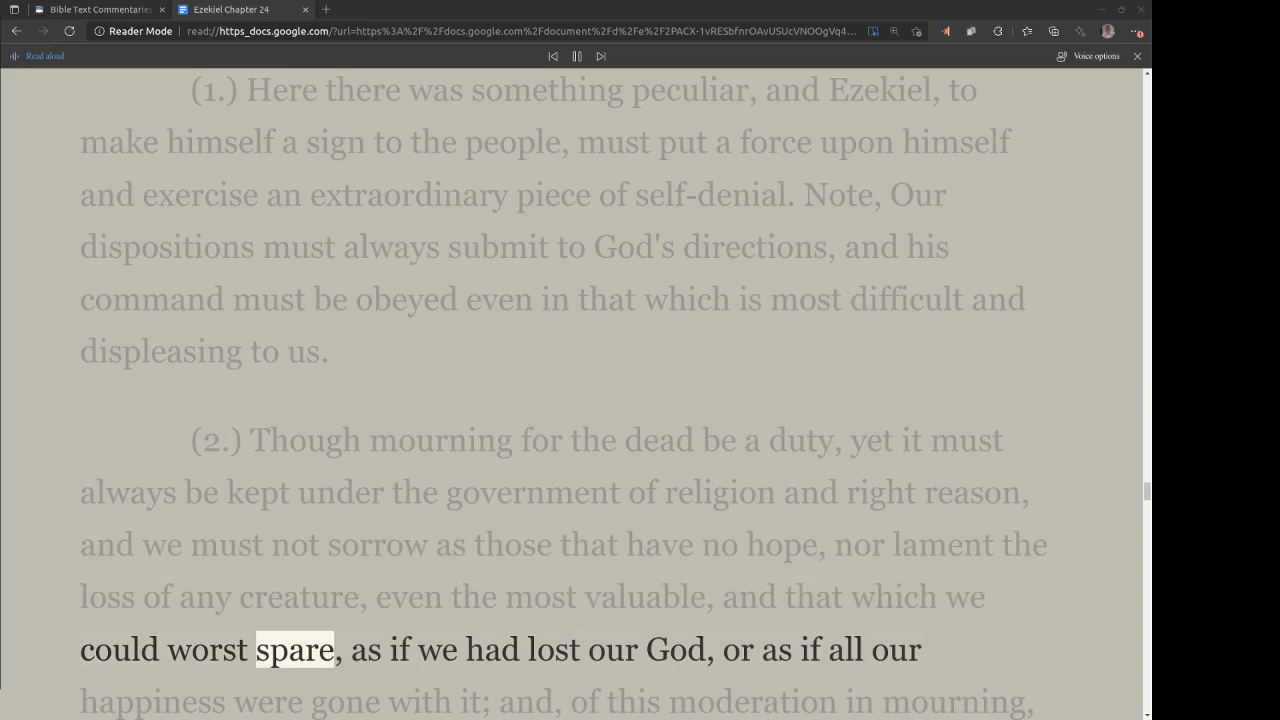 Bible Text Commentaries
Ezekiel Chapter 24
Reader Mode
read://https_docs.google.com/?url=https%3A%2F%2Fdocs.google.com%2Fdocument%2Fd%2Fe%2F2PACX-1vRESbfnrOAvUSUcVNOOgVq4...
Read aloud
Voice options
(1.) Here there was something peculiar, and Ezekiel, to
make himself a sign to the people, must put a force upon himself
and exercise an extraordinary piece of self-denial. Note, Our
dispositions must always submit to God's directions, and his
command must be obeyed even in that which is most difficult and
displeasing to us.
(2.) Though mourning for the dead be a duty, yet it must
always be kept under the government of religion and right reason,
and we must not sorrow as those that have no hope, nor lament the
loss of any creature, even the most valuable, and that which we
could worst spare, as if we had lost our God, or as if all our
happiness were gone with it; and, of this moderation in mourning,